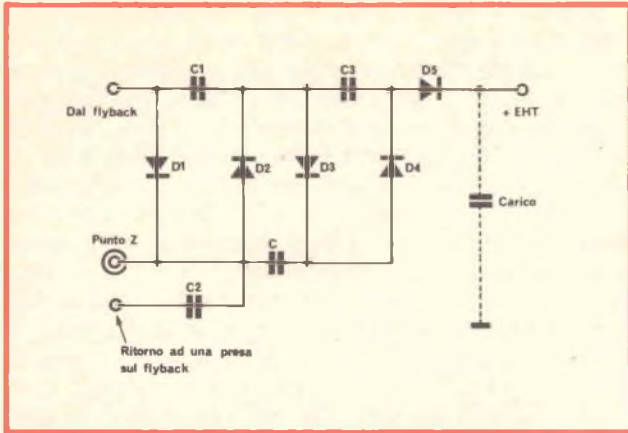 C1
C3
D5
Dal flyback
+ EHT
D1
D2
D3
D4
Carico
Punto Z
C
C2
Ritorno ad una presa
sul flyback